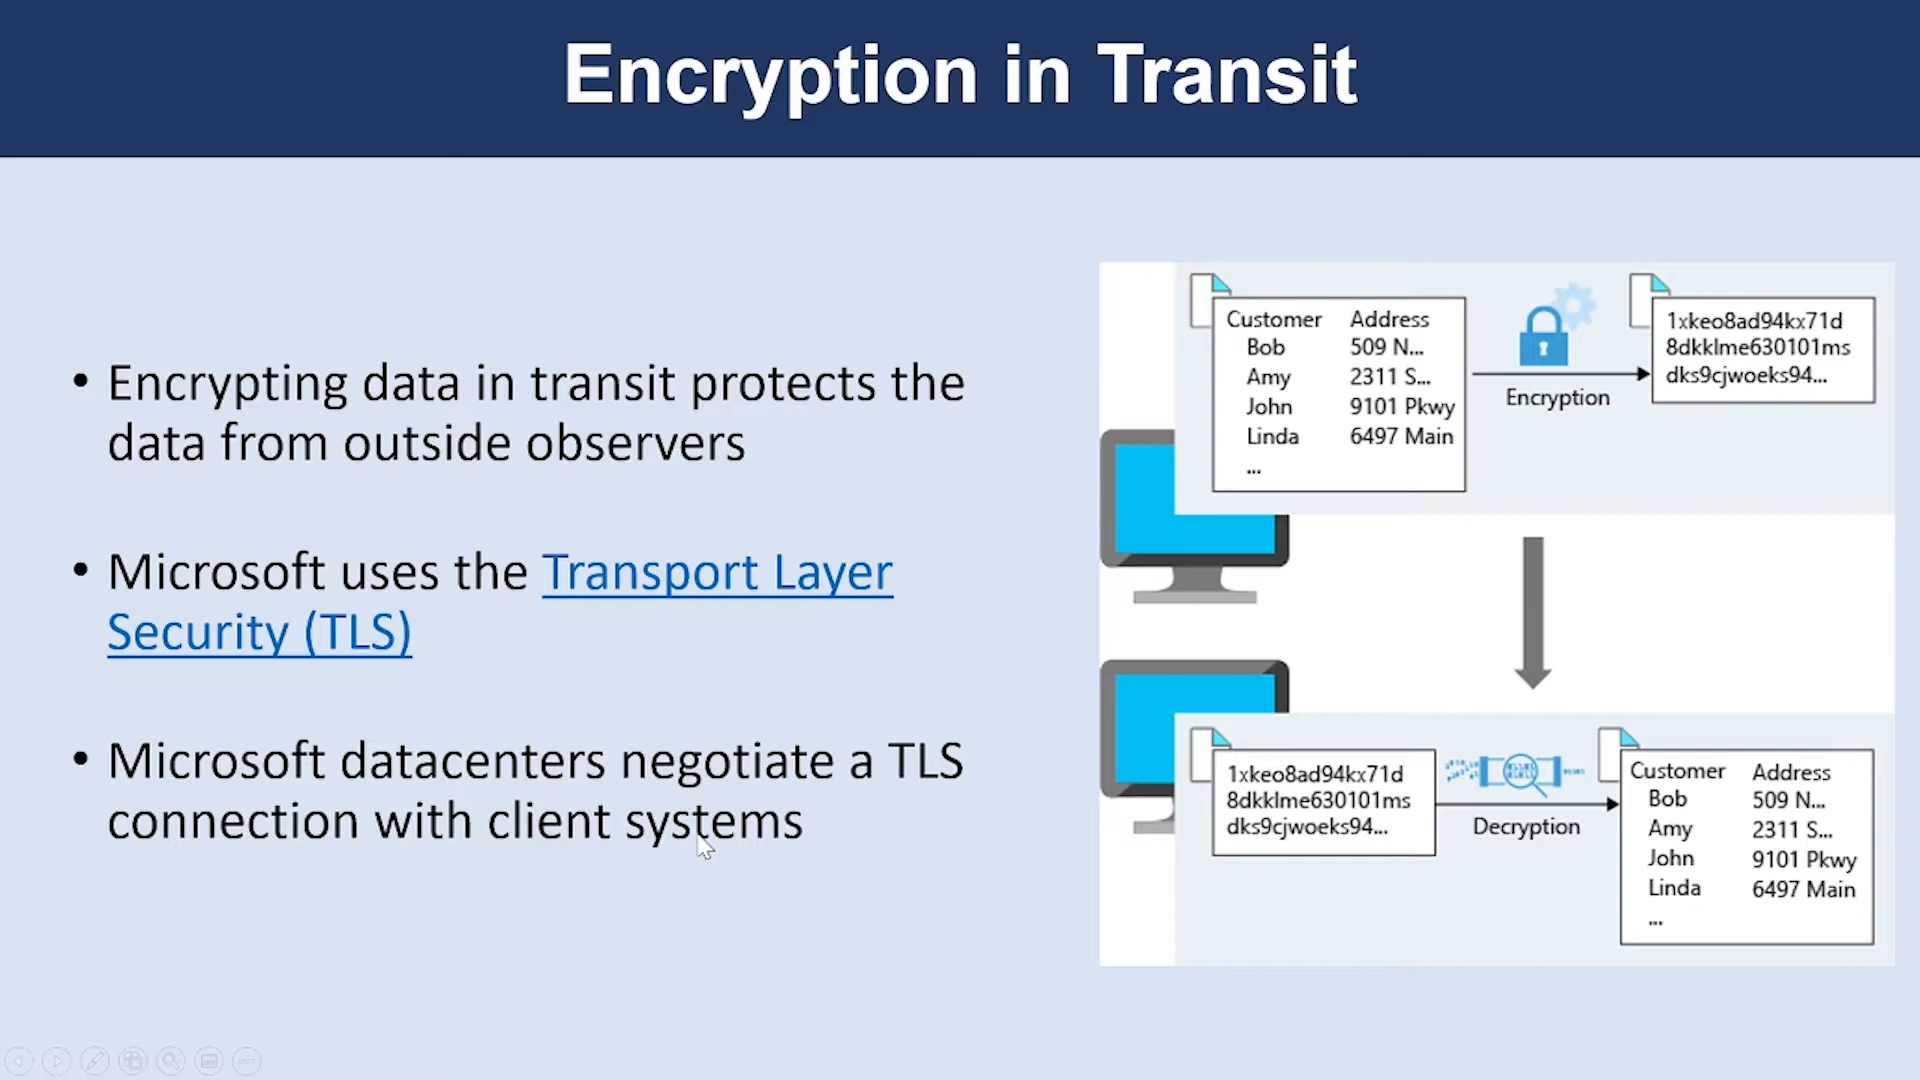 Encryption in Transit
• Encrypting data in transit protects the
data from outside observers
• Microsoft uses the Transport Layer
Security (TLS)
• Microsoft datacenters negotiate a TLS
connection with client systems
Customer Address
Bob 509 N...
Amy 2311 S...
John 9101 Pkwy
Linda 6497 Main
...
Encryption
1xkeo8ad94kx71d
8dkklme630101ms
dks9cjwoeks94...
1xkeo8ad94kx71d
8dkklme630101ms
dks9cjwoeks94...
Decryption
Customer Address
Bob 509 N...
Amy 2311 S...
John 9101 Pkwy
Linda 6497 Main
...